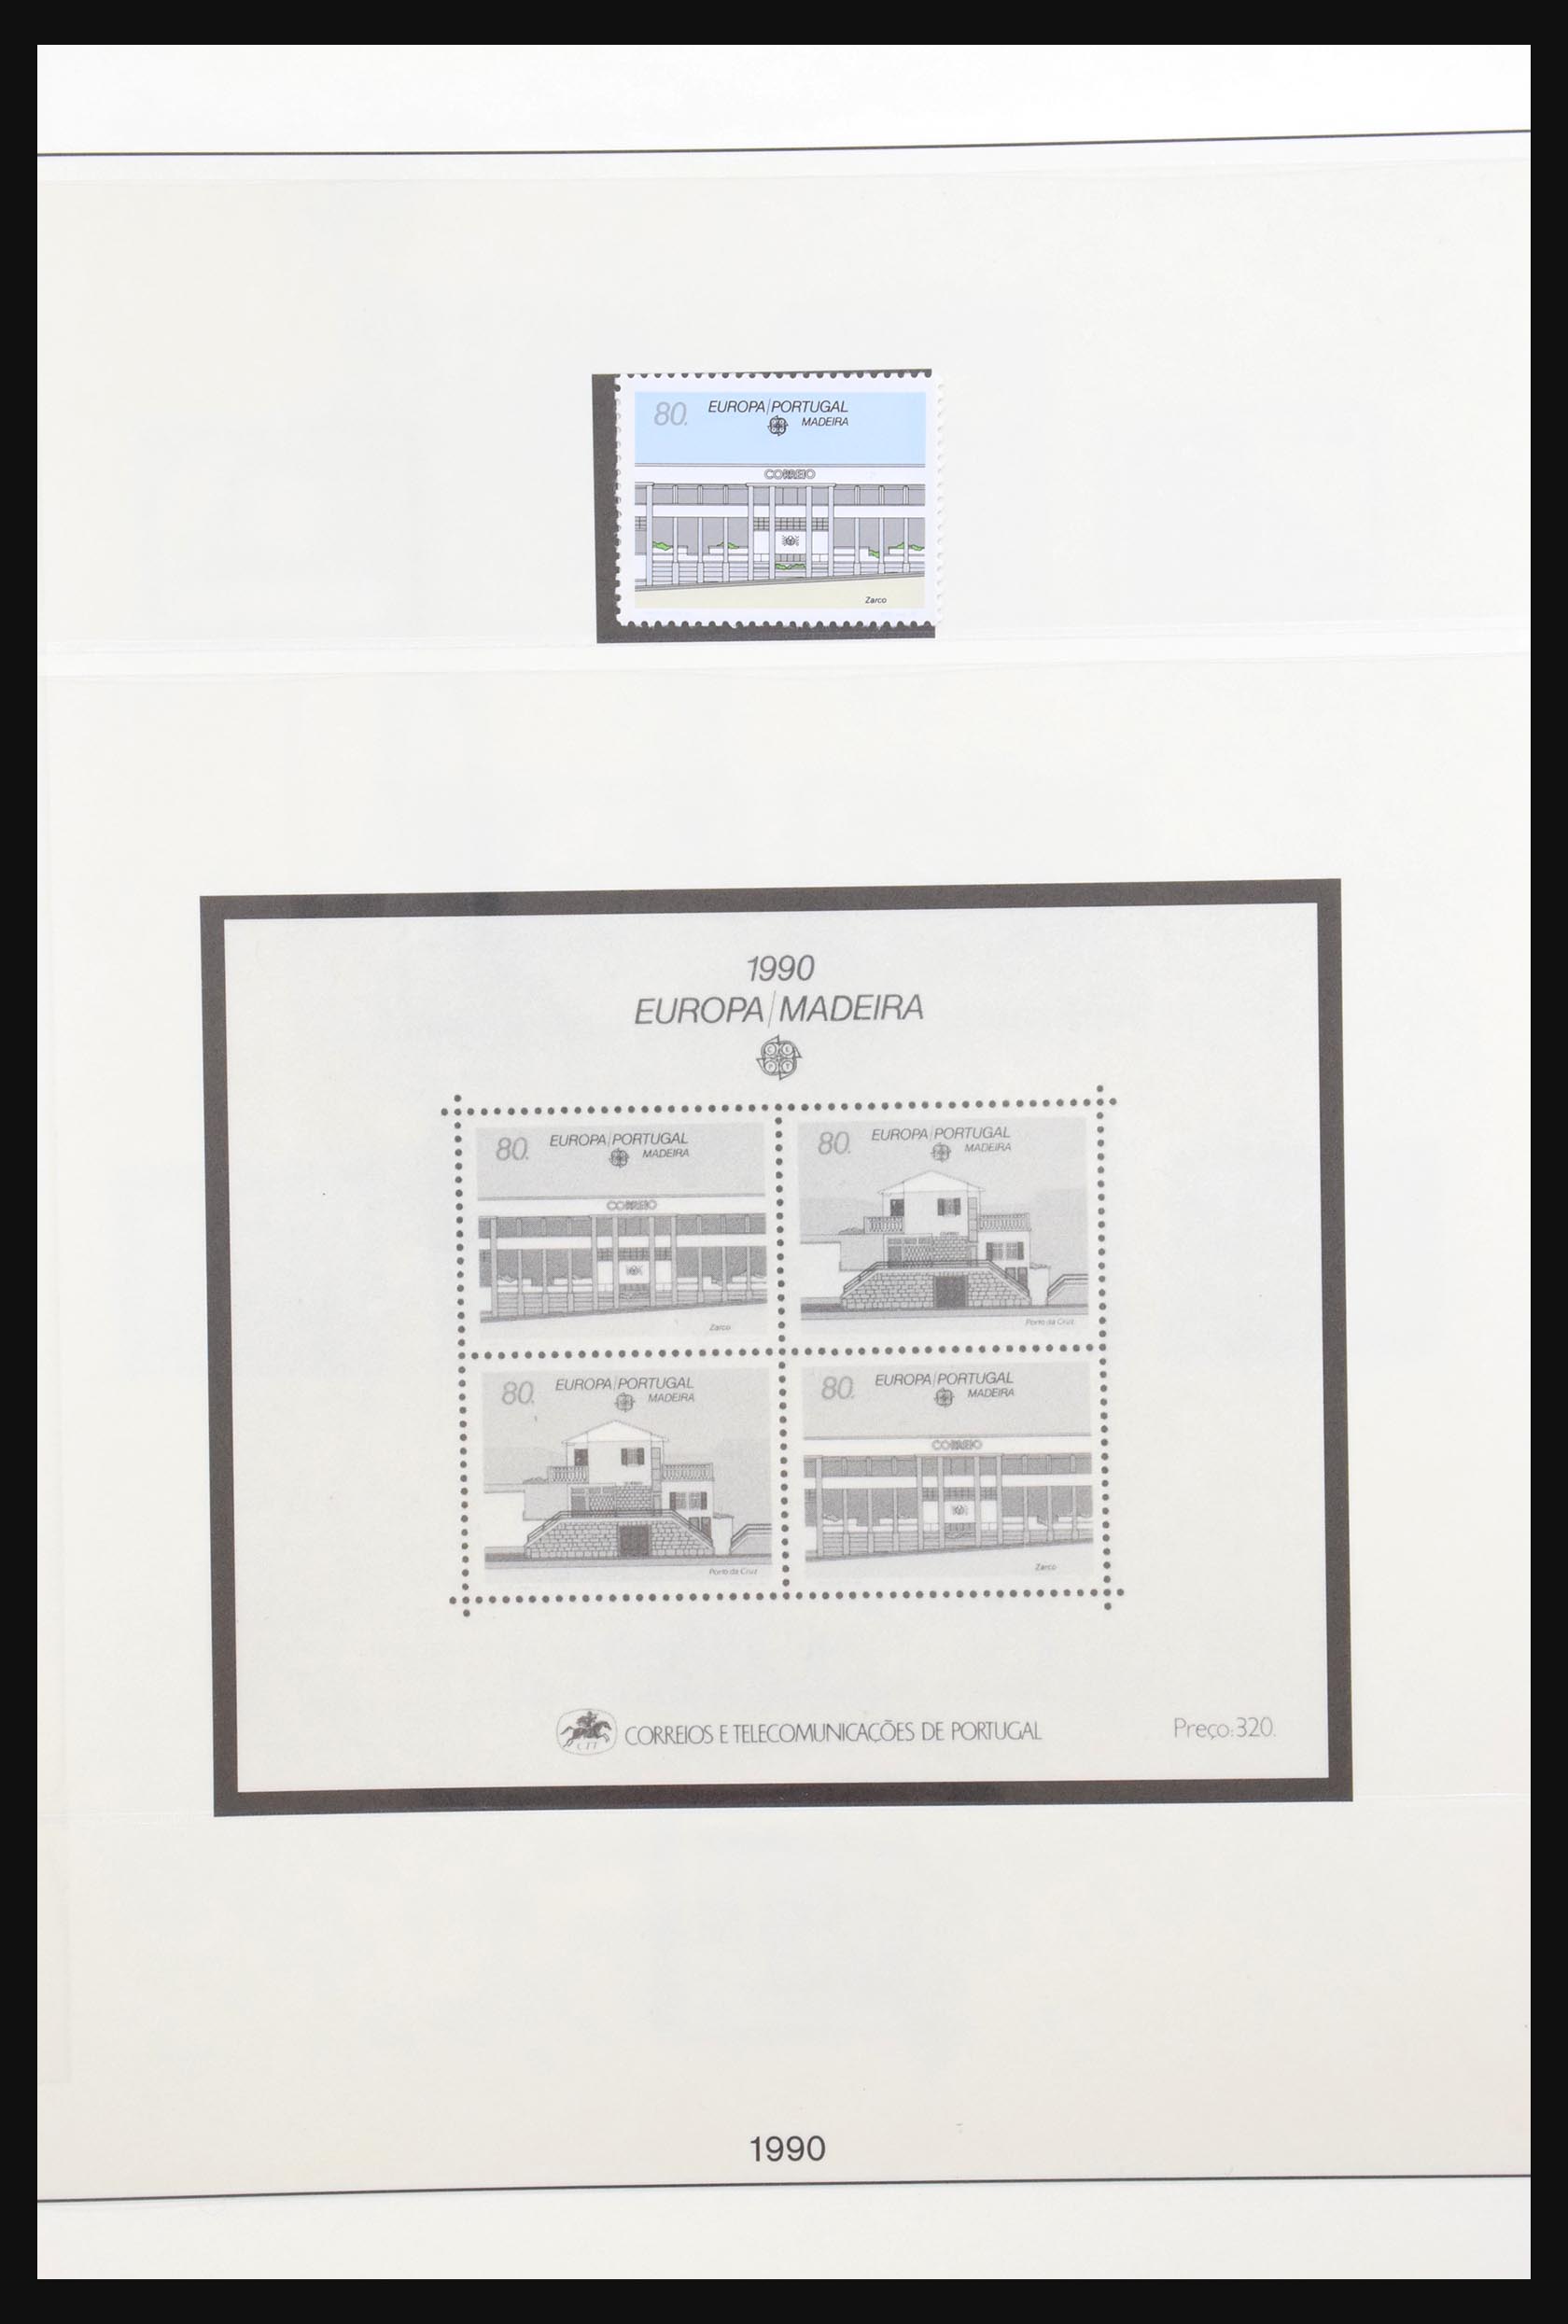 80. EUROPA/PORTUGAL
MADEIRA
CORREIO
Zarco
1990
EUROPA/MADEIRA
C E
P T
80. EUROPA/PORTUGAL
MADEIRA
CORREIO
Zarco
80. EUROPA/PORTUGAL
MADEIRA
Porto da Cruz
80. EUROPA/PORTUGAL
MADEIRA
Porto da Cruz
80. EUROPA/PORTUGAL
MADEIRA
CORREIO
Zarco
CTT
CORREIOS E TELECOMUNICAÇÕES DE PORTUGAL
Preço:320.
1990